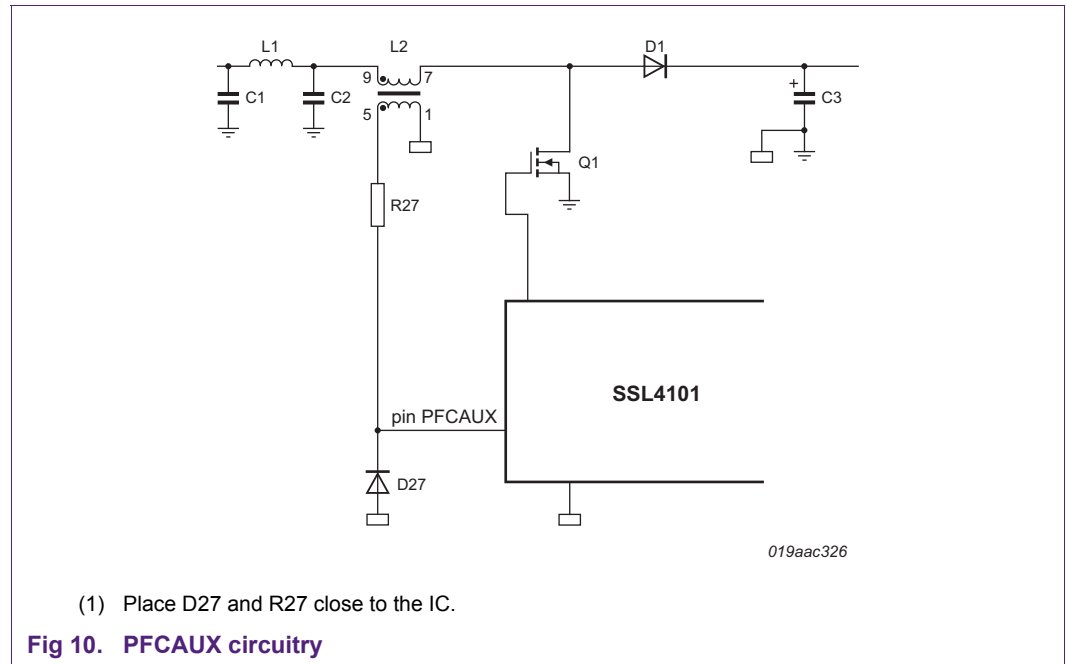 L1
L2
D1
9
7
C1
C2
+
C3
5
1
Q1
R27
SSL4101
pin PFCAUX
D27
019aac326
(1) Place D27 and R27 close to the IC.
Fig 10. PFCAUX circuitry